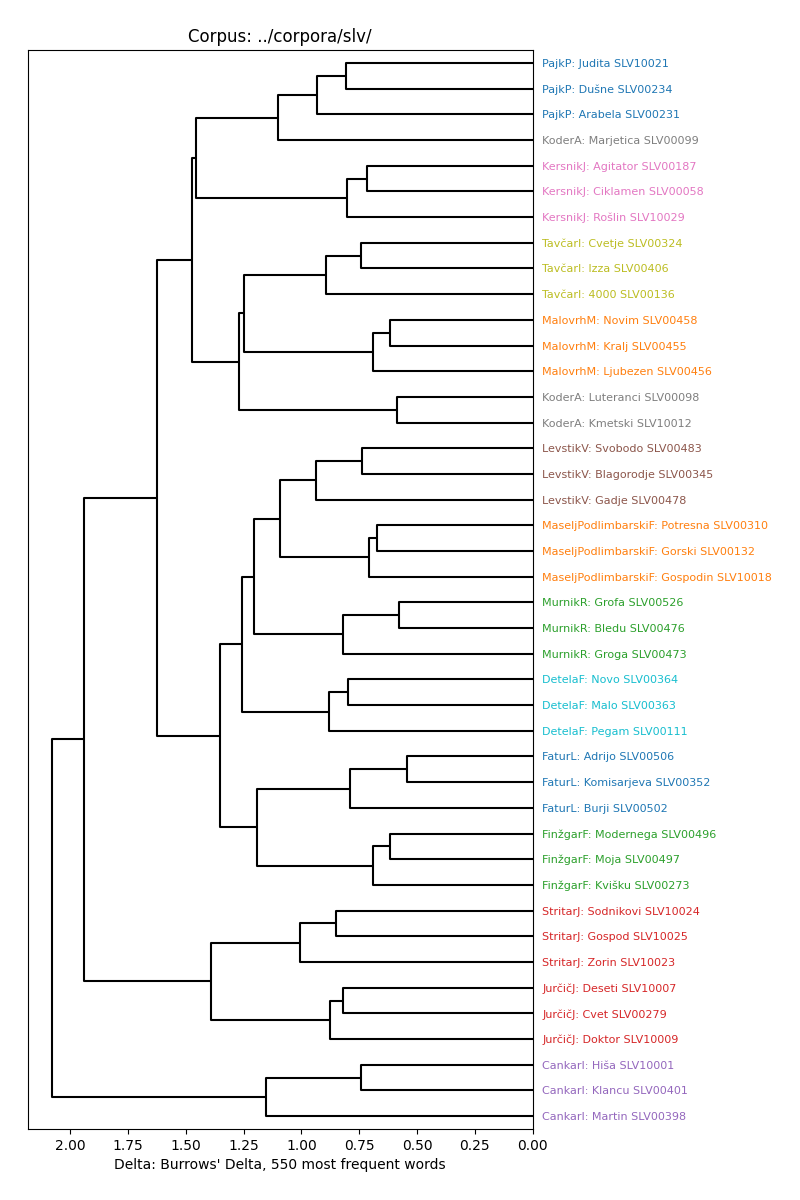 Corpus: ../corpora/slv/
PajkP: Judita SLV10021
PajkP: Dušne SLV00234
PajkP: Arabela SLV00231
KoderA: Marjetica SLV00099
KersnikJ: Agitator SLV00187
KersnikJ: Ciklamen SLV00058
KersnikJ: Rošlin SLV10029
TavčarI: Cvetje SLV00324
TavčarI: Izza SLV00406
TavčarI: 4000 SLV00136
MalovrhM: Novim SLV00458
MalovrhM: Kralj SLV00455
MalovrhM: Ljubezen SLV00456
KoderA: Luteranci SLV00098
KoderA: Kmetski SLV10012
LevstikV: Svobodo SLV00483
LevstikV: Blagorodje SLV00345
LevstikV: Gadje SLV00478
MaseljPodlimbarskiF: Potresna SLV00310
MaseljPodlimbarskiF: Gorski SLV00132
MaseljPodlimbarskiF: Gospodin SLV10018
MurnikR: Grofa SLV00526
MurnikR: Bledu SLV00476
MurnikR: Groga SLV00473
DetelaF: Novo SLV00364
DetelaF: Malo SLV00363
DetelaF: Pegam SLV00111
FaturL: Adrijo SLV00506
FaturL: Komisarjeva SLV00352
FaturL: Burji SLV00502
FinžgarF: Modernega SLV00496
FinžgarF: Moja SLV00497
FinžgarF: Kvišku SLV00273
StritarJ: Sodnikovi SLV10024
StritarJ: Gospod SLV10025
StritarJ: Zorin SLV10023
JurčičJ: Deseti SLV10007
JurčičJ: Cvet SLV00279
JurčičJ: Doktor SLV10009
CankarI: Hiša SLV10001
CankarI: Klancu SLV00401
CankarI: Martin SLV00398
2.00 1.75 1.50 1.25 1.00 0.75 0.50 0.25 0.00
Delta: Burrows' Delta, 550 most frequent words